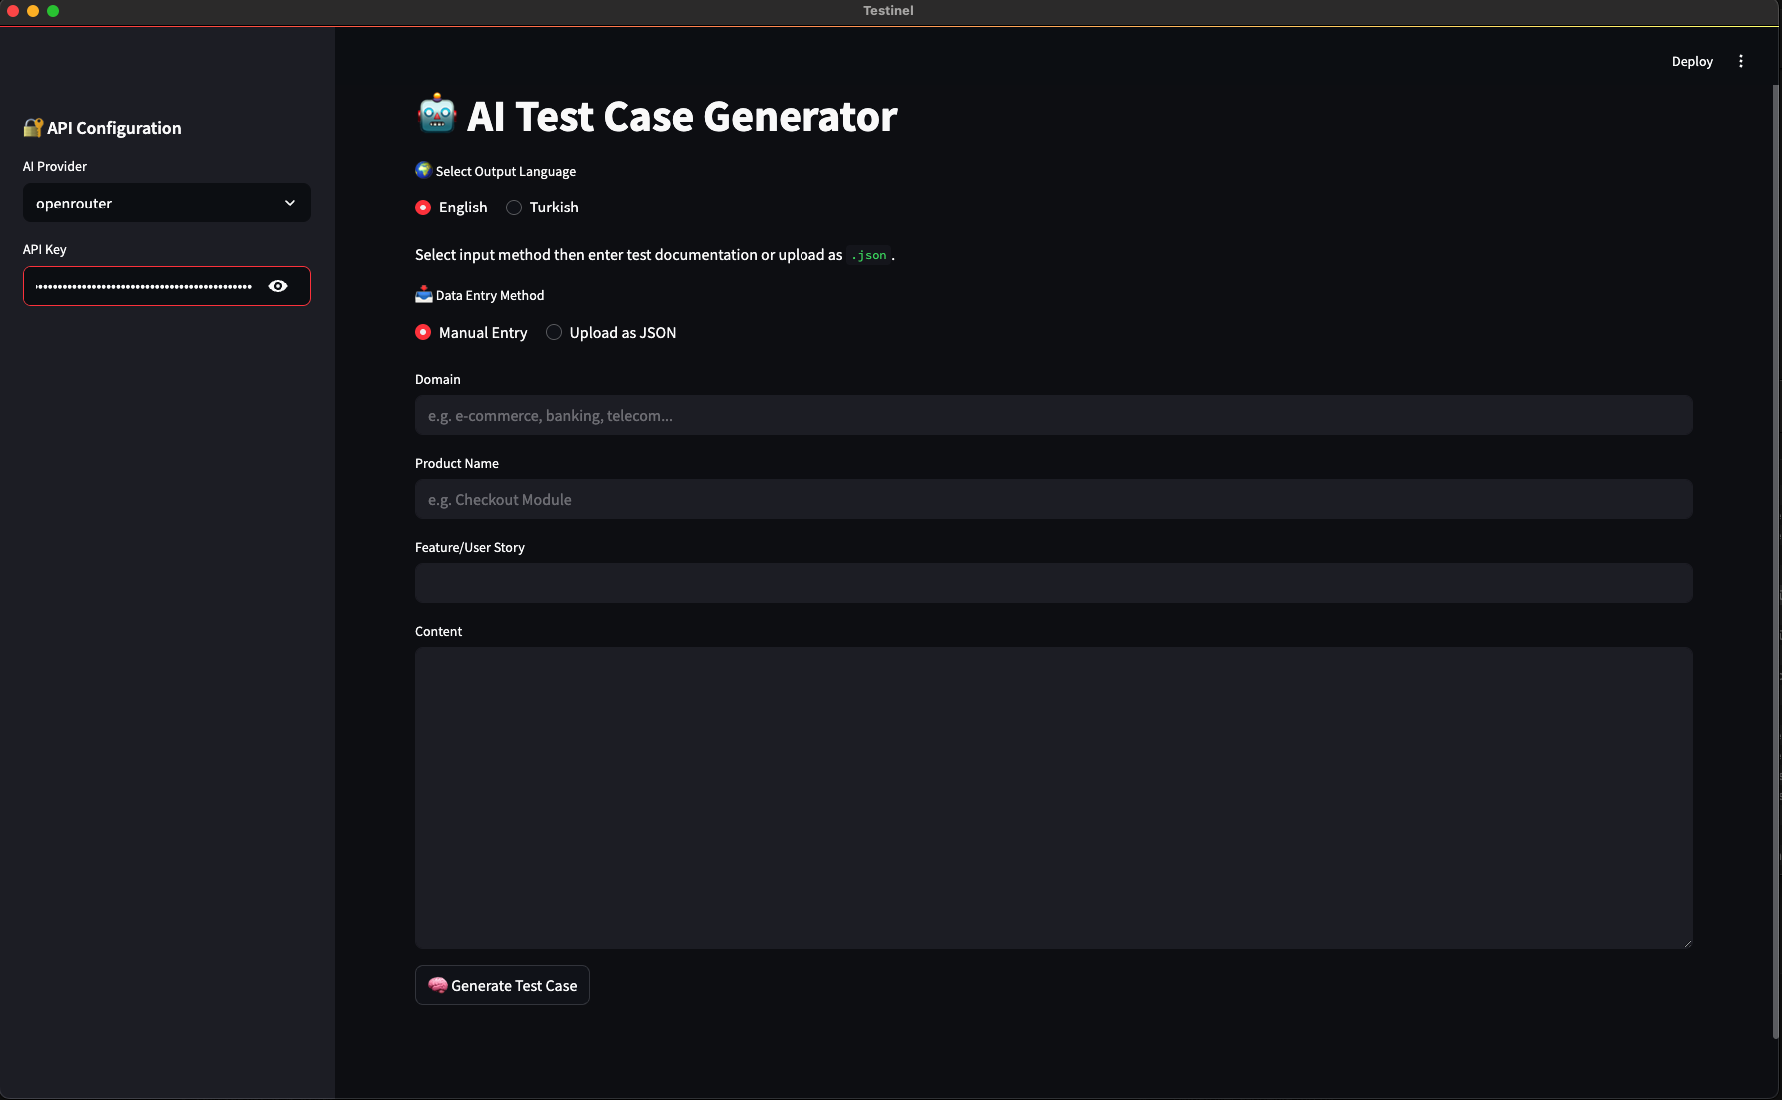 Testinel
Deploy
API Configuration
AI Provider
openrouter
API Key
AI Test Case Generator
Select Output Language
English Turkish
Select input method then enter test documentation or upload as .json.
Data Entry Method
Manual Entry Upload as JSON
Domain
e.g. e-commerce, banking, telecom...
Product Name
e.g. Checkout Module
Feature/User Story
Content
Generate Test Case